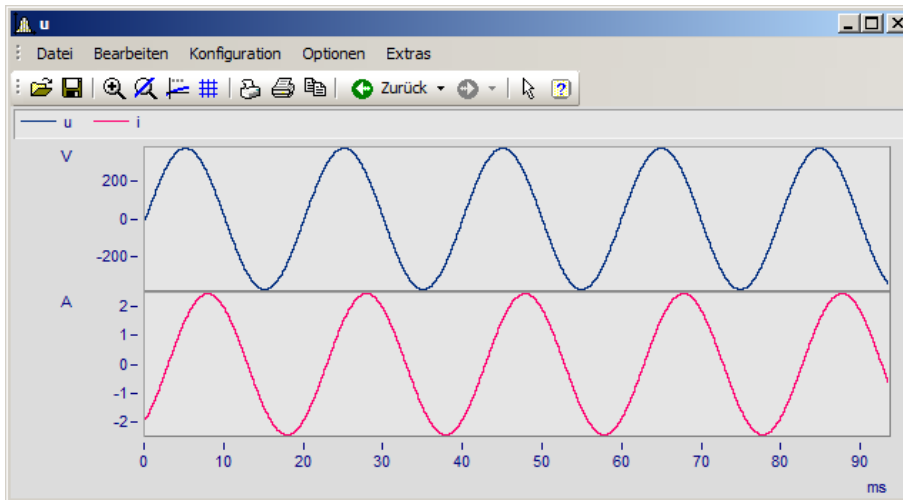 u
Datei Bearbeiten Konfiguration Optionen Extras
Zurück
u i
V
200
0
-200
A
2
1
0
-1
-2
0 10 20 30 40 50 60 70 80 90
ms